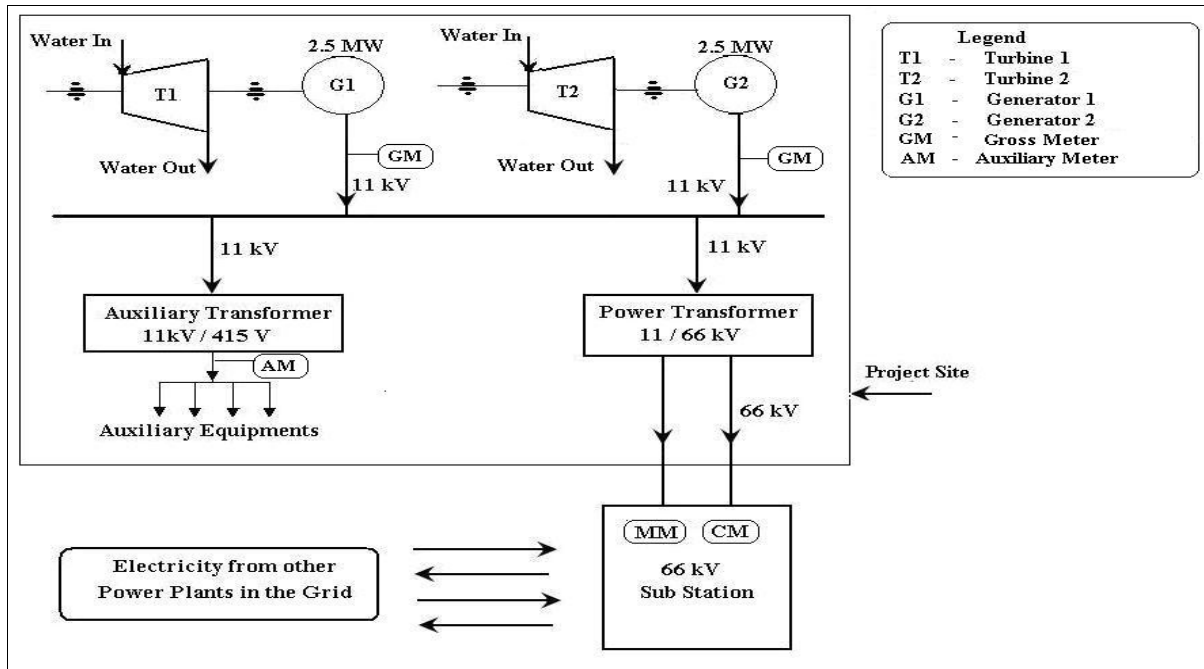 Water In
T1
2.5 MW
G1
GM
Water Out
11 kV
Water In
T2
2.5 MW
G2
GM
Water Out
11 kV
Legend
T1 - Turbine 1
T2 - Turbine 2
G1 - Generator 1
G2 - Generator 2
GM - Gross Meter
AM - Auxiliary Meter
11 kV
11 kV
Auxiliary Transformer
11kV / 415 V
AM
Auxiliary Equipments
Power Transformer
11 / 66 kV
Project Site
66 kV
MM
CM
66 kV
Sub Station
Electricity from other
Power Plants in the Grid